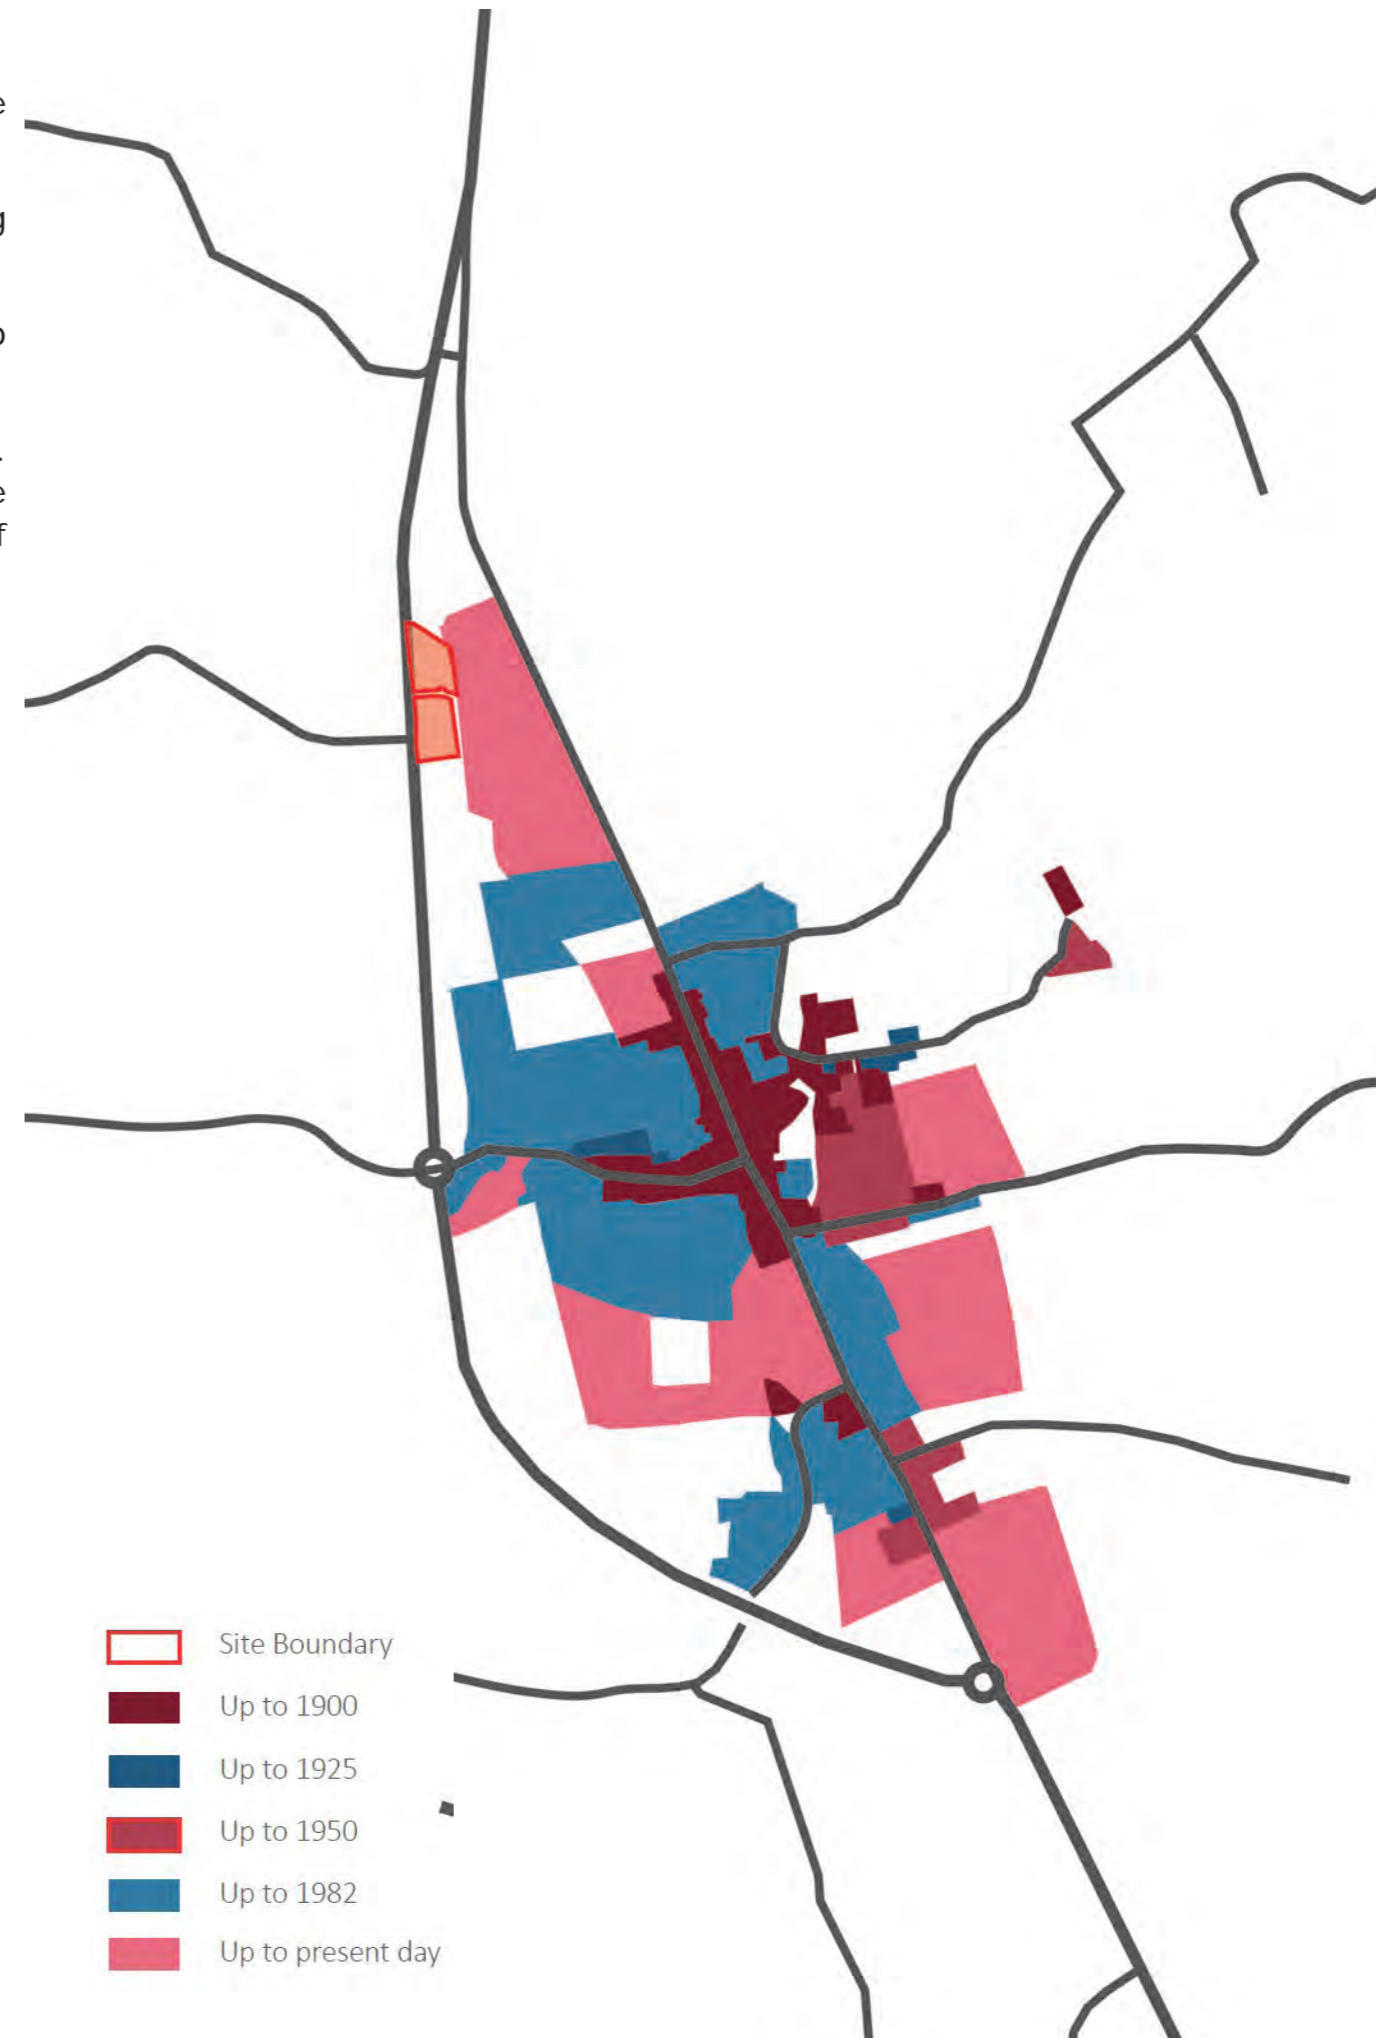 e
g
o
.
e
f
Site Boundary
Up to 1900
Up to 1925
Up to 1950
Up to 1982
Up to present day